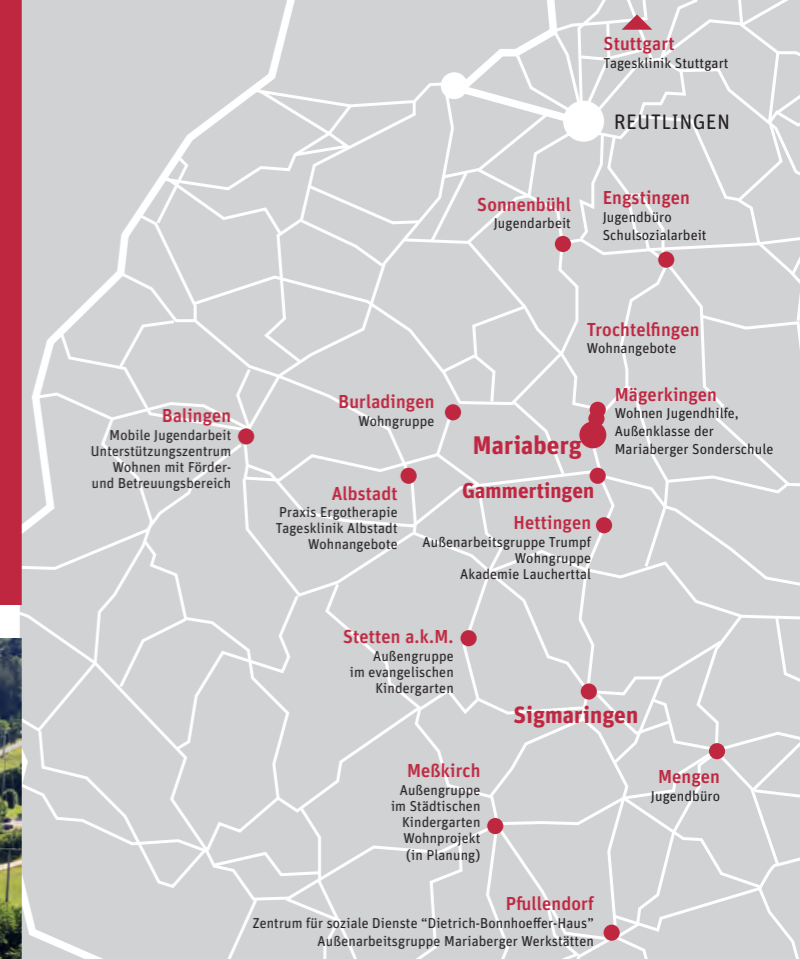 Stuttgart
Tagesklinik Stuttgart
REUTLINGEN
Sonnenbühl
Jugendarbeit
Engstingen
Jugendbüro
Schulsozialarbeit
Trochtelfingen
Wohnangebote
Mägerkingen
Wohnen Jugendhilfe,
Außenklasse der
Mariaberger Sonderschule
Burladingen
Wohngruppe
Balingen
Mobile Jugendarbeit
Unterstützungszentrum
Wohnen mit Förder-
und Betreuungsbereich
Mariaberg
Albstadt
Praxis Ergotherapie
Tagesklinik Albstadt
Wohnangebote
Gammertingen
Hettingen
Außenarbeitsgruppe Trumpf
Wohngruppe
Akademie Laucherttal
Stetten a.k.M.
Außengruppe
im evangelischen
Kindergarten
Sigmaringen
Meßkirch
Außengruppe
im Städtischen
Kindergarten
Wohnprojekt
(in Planung)
Mengen
Jugendbüro
Pfullendorf
Zentrum für soziale Dienste “Dietrich-Bonnhoeffer-Haus”
Außenarbeitsgruppe Mariaberger Werkstätten